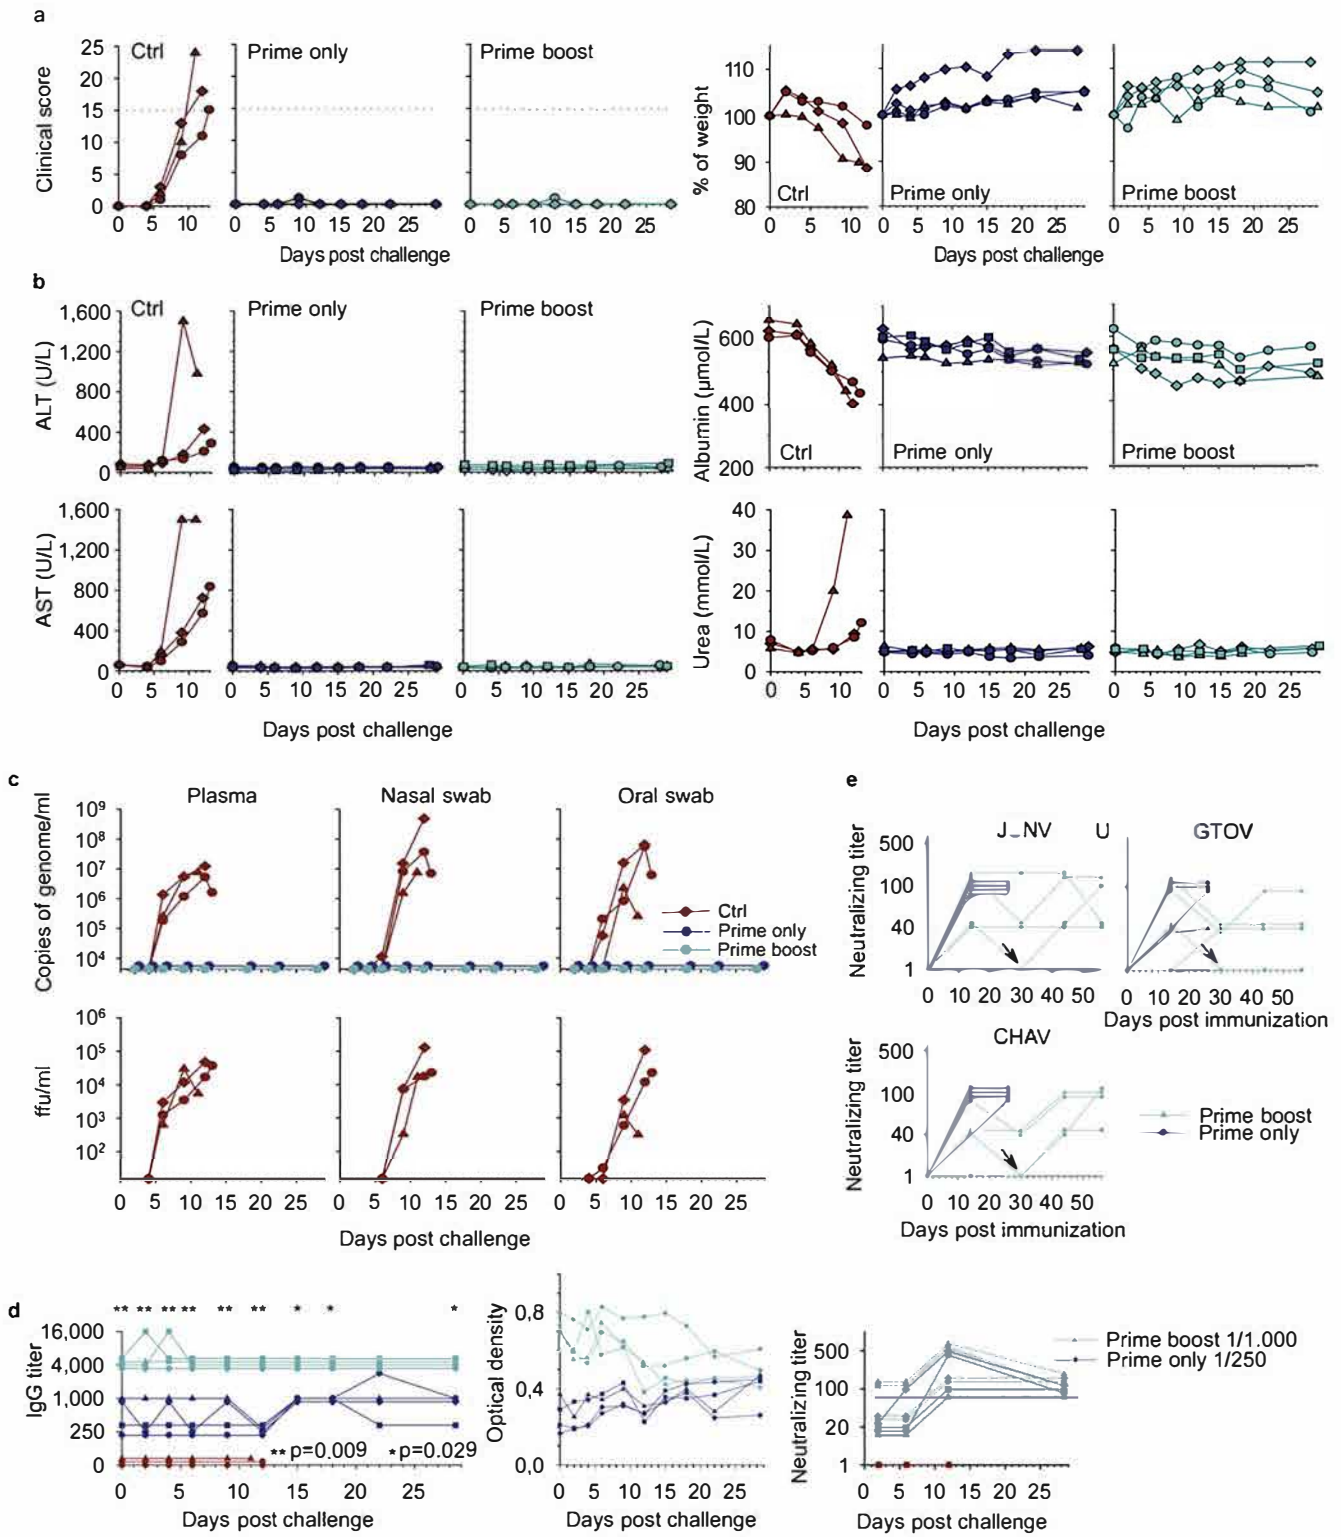 a
Ctrl
Prime only
Prime boost
Clinical score
25
20
15
10
5
0
0 5 10
0 5 10 15 20 25
0 5 10 15 20 25
Days post challenge
% of weight
110
100
90
80
Ctrl
Prime only
Prime boost
0 5 10
0 5 10 15 20 25
0 5 10 15 20 25
Days post challenge
b
Ctrl
Prime only
Prime boost
ALT (U/L)
1,600
1,200
800
400
0
Albumin (µmol/L)
600
400
200
Ctrl
Prime only
Prime boost
AST (U/L)
1,600
1,200
800
400
0
0 5 10
0 5 10 15 20 25
0 5 10 15 20 25
Days post challenge
Urea (mmol/L)
40
30
20
10
0
0 5 10
0 5 10 15 20 25
0 5 10 15 20 25
Days post challenge
c
Plasma
Nasal swab
Oral swab
Copies of genome/ml
10⁹
10⁸
10⁷
10⁶
10⁵
10⁴
Ctrl
Prime only
Prime boost
ffu/ml
10⁶
10⁵
10⁴
10³
10²
0 5 10 15 20 25
0 5 10 15 20 25
0 5 10 15 20 25
Days post challenge
e
J NV
U
GTOV
Neutralizing titer
500
100
40
1
0 10 20 30 40 50
0 10 20 30 40 50
Days post immunization
CHAV
Neutralizing titer
500
100
40
1
0 10 20 30 40 50
Days post immunization
Prime boost
Prime only
d
** ** ** ** ** ** * * *
IgG titer
16,000
4,000
1,000
250
0
** p=0.009
* p=0.029
0 5 10 15 20 25
Days post challenge
Optical density
0,8
0,4
0,0
0 5 10 15 20 25
Days post challenge
Neutralizing titer
500
100
20
1
0 5 10 15 20 25
Days post challenge
Prime boost 1/1.000
Prime only 1/250